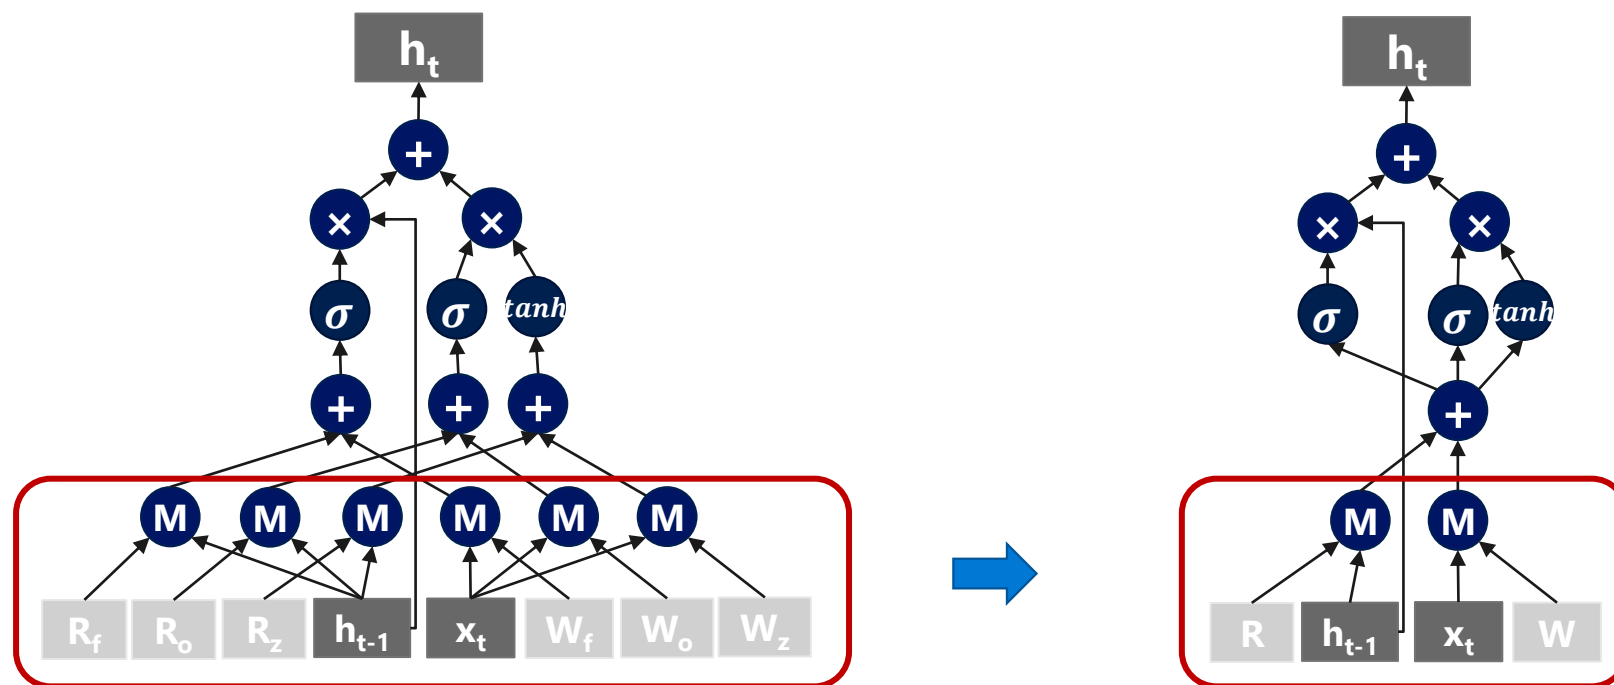 h_t
h_t
+
+
×
×
×
×
σ
σ
tanh
σ
σ
tanh
+
+
+
+
M
M
M
M
M
M
M
M
R_f
R_o
R_z
h_t-1
x_t
W_f
W_o
W_z
R
h_t-1
x_t
W